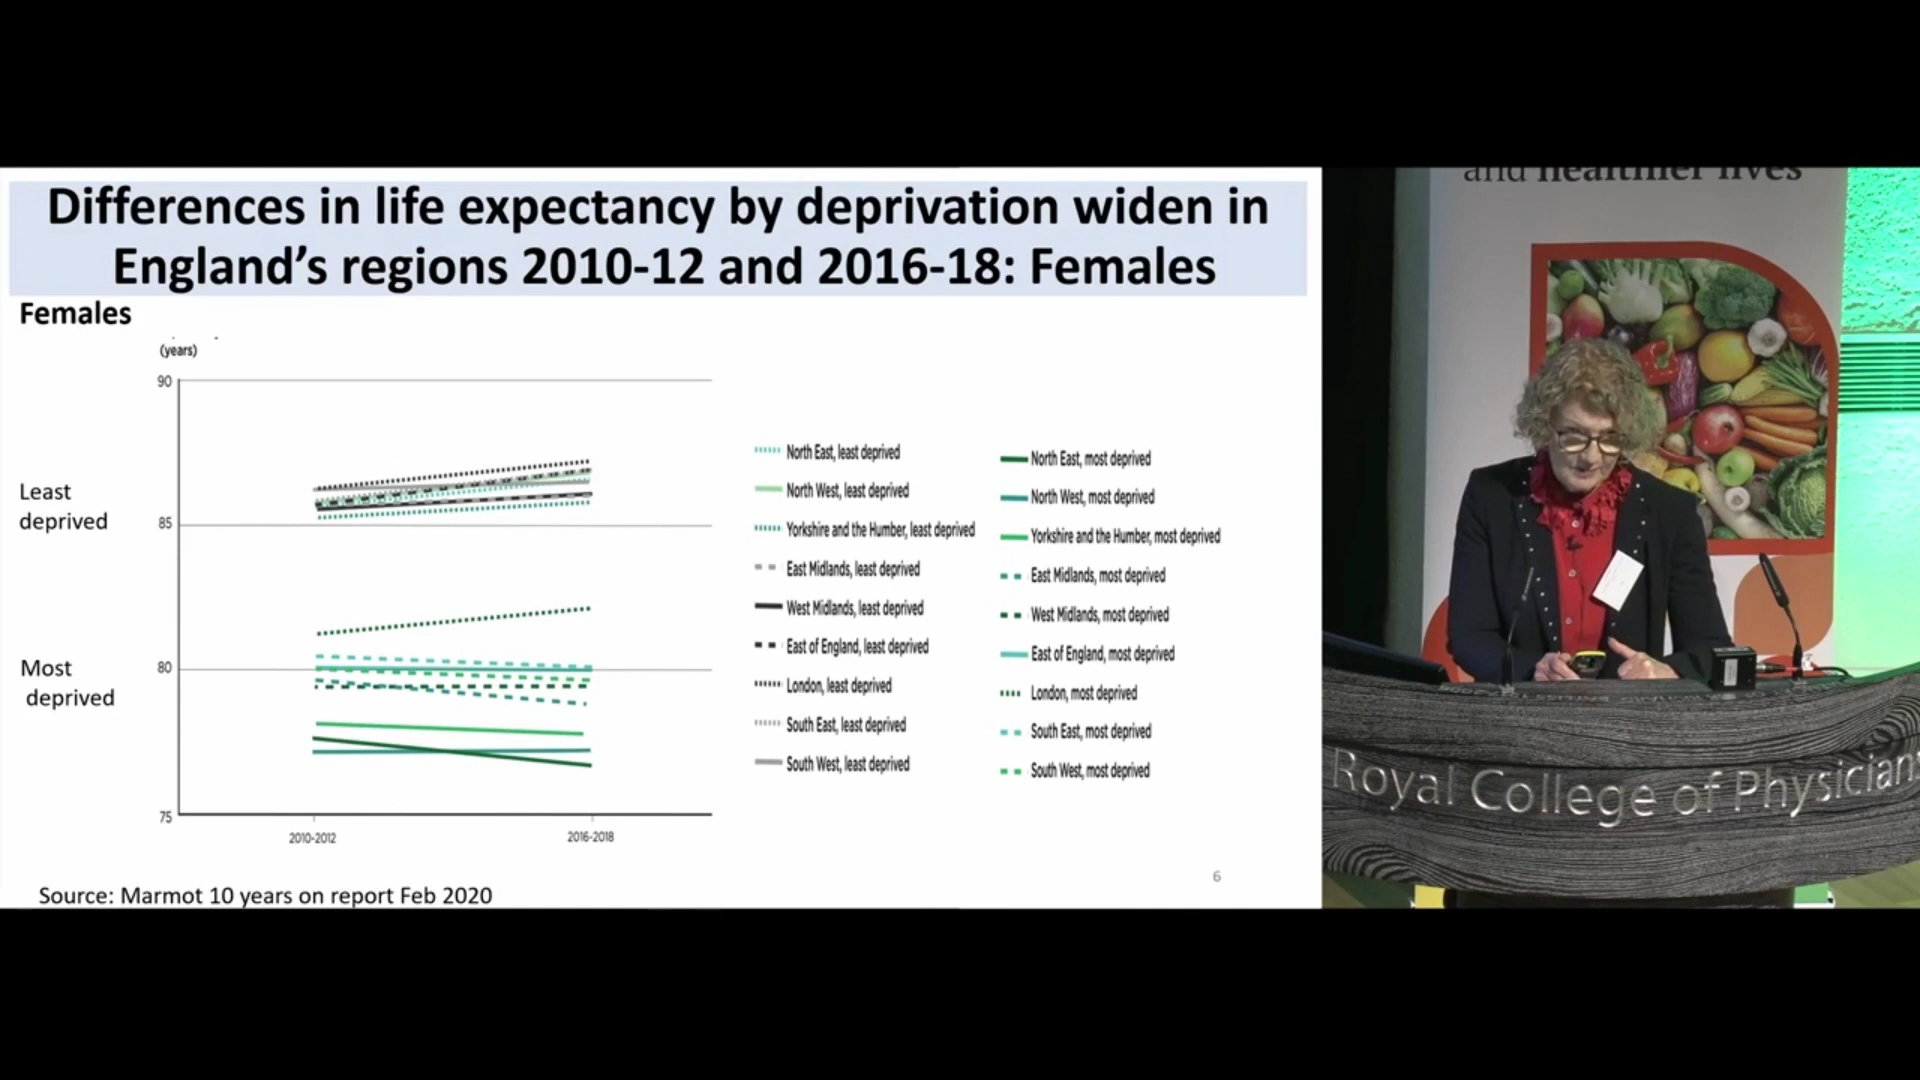 Differences in life expectancy by deprivation widen in
England’s regions 2010-12 and 2016-18: Females
Females
(years)
90
Least
deprived
85
Most
deprived
80
75
2010-2012
2016-2018
North East, least deprived
North West, least deprived
Yorkshire and the Humber, least deprived
East Midlands, least deprived
West Midlands, least deprived
East of England, least deprived
London, least deprived
South East, least deprived
South West, least deprived
North East, most deprived
North West, most deprived
Yorkshire and the Humber, most deprived
East Midlands, most deprived
West Midlands, most deprived
East of England, most deprived
London, most deprived
South East, most deprived
South West, most deprived
6
Source: Marmot 10 years on report Feb 2020
and healthier lives
Royal College of Physicians